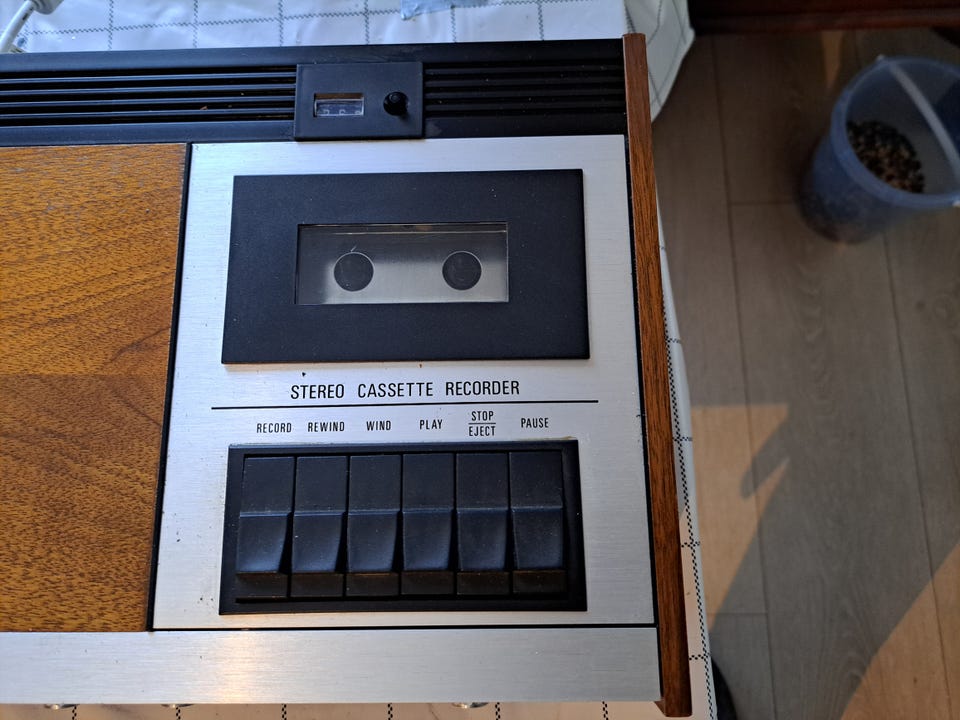 STEREO CASSETTE RECORDER
RECORD REWIND WIND PLAY STOP EJECT PAUSE